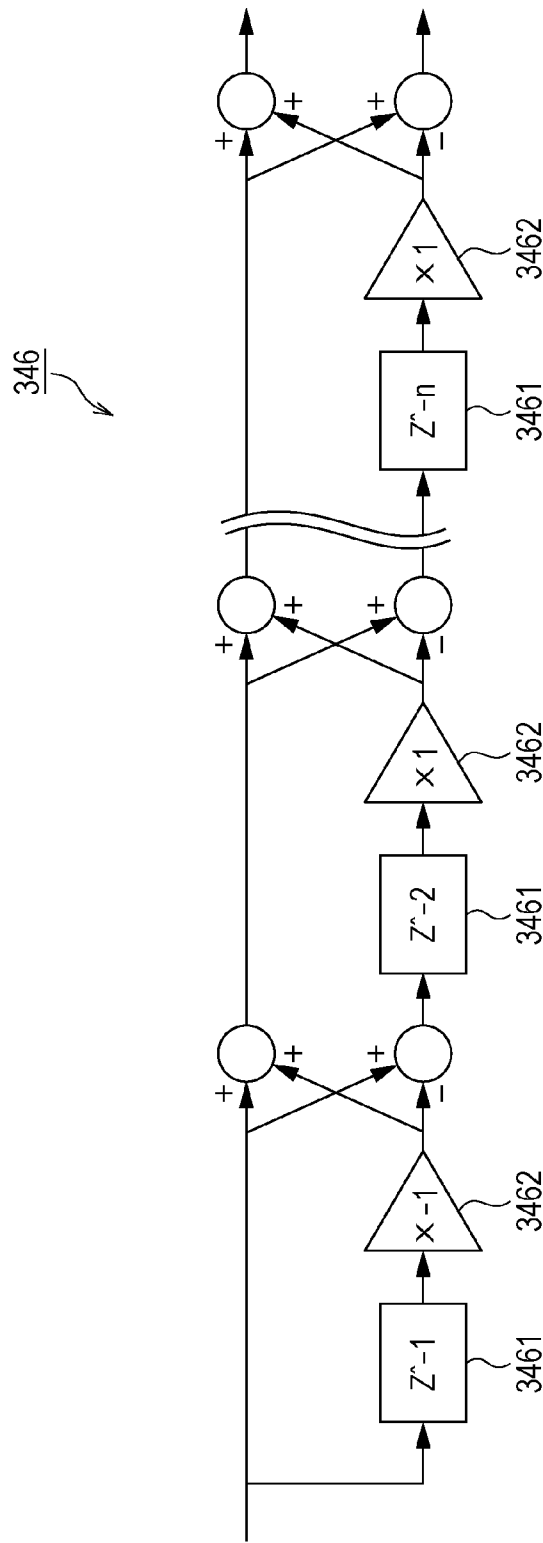 346
+ + + -
+ + + -
+ + + -
Z^-1
×-1
Z^-2
×1
Z^-n
×1
3461
3462
3461
3462
3461
3462